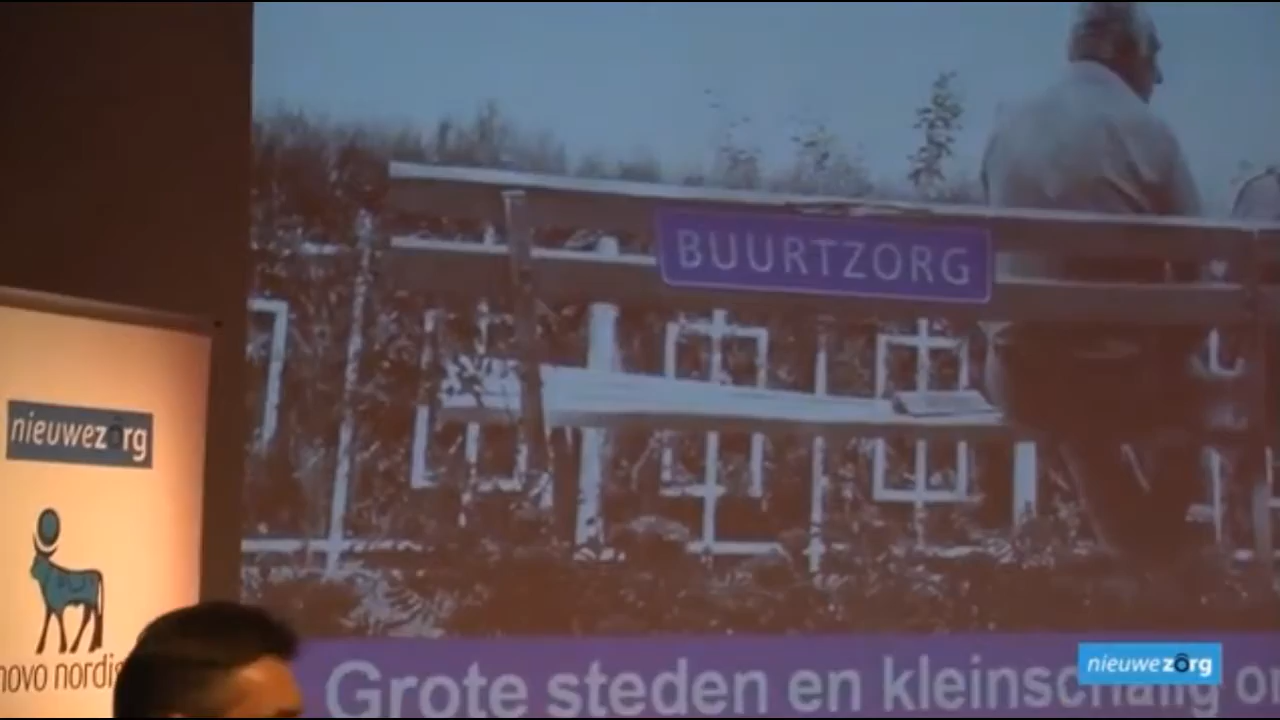 BUURTZORG
nieuwezorg
novo nordis
Grote steden en kleinschalig
nieuwezorg